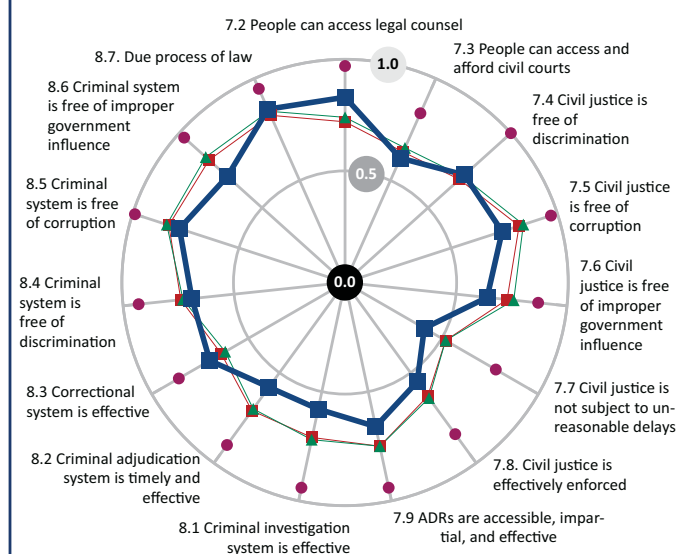 7.2 People can access legal counsel
1.0
7.3 People can access and
afford civil courts
7.4 Civil justice is
free of
discrimination
0.5
7.5 Civil justice
is free of
corruption
7.6 Civil
justice is free
of improper
government
influence
0.0
7.7 Civil justice is
not subject to un-
reasonable delays
7.8. Civil justice is
effectively enforced
7.9 ADRs are accessible, impar-
tial, and effective
8.1 Criminal investigation
system is effective
8.2 Criminal adjudication
system is timely and
effective
8.3 Correctional
system is effective
8.4 Criminal
system is
free of
discrimination
8.5 Criminal
system is free
of corruption
8.6 Criminal system
is free of improper
government
influence
8.7. Due process of law